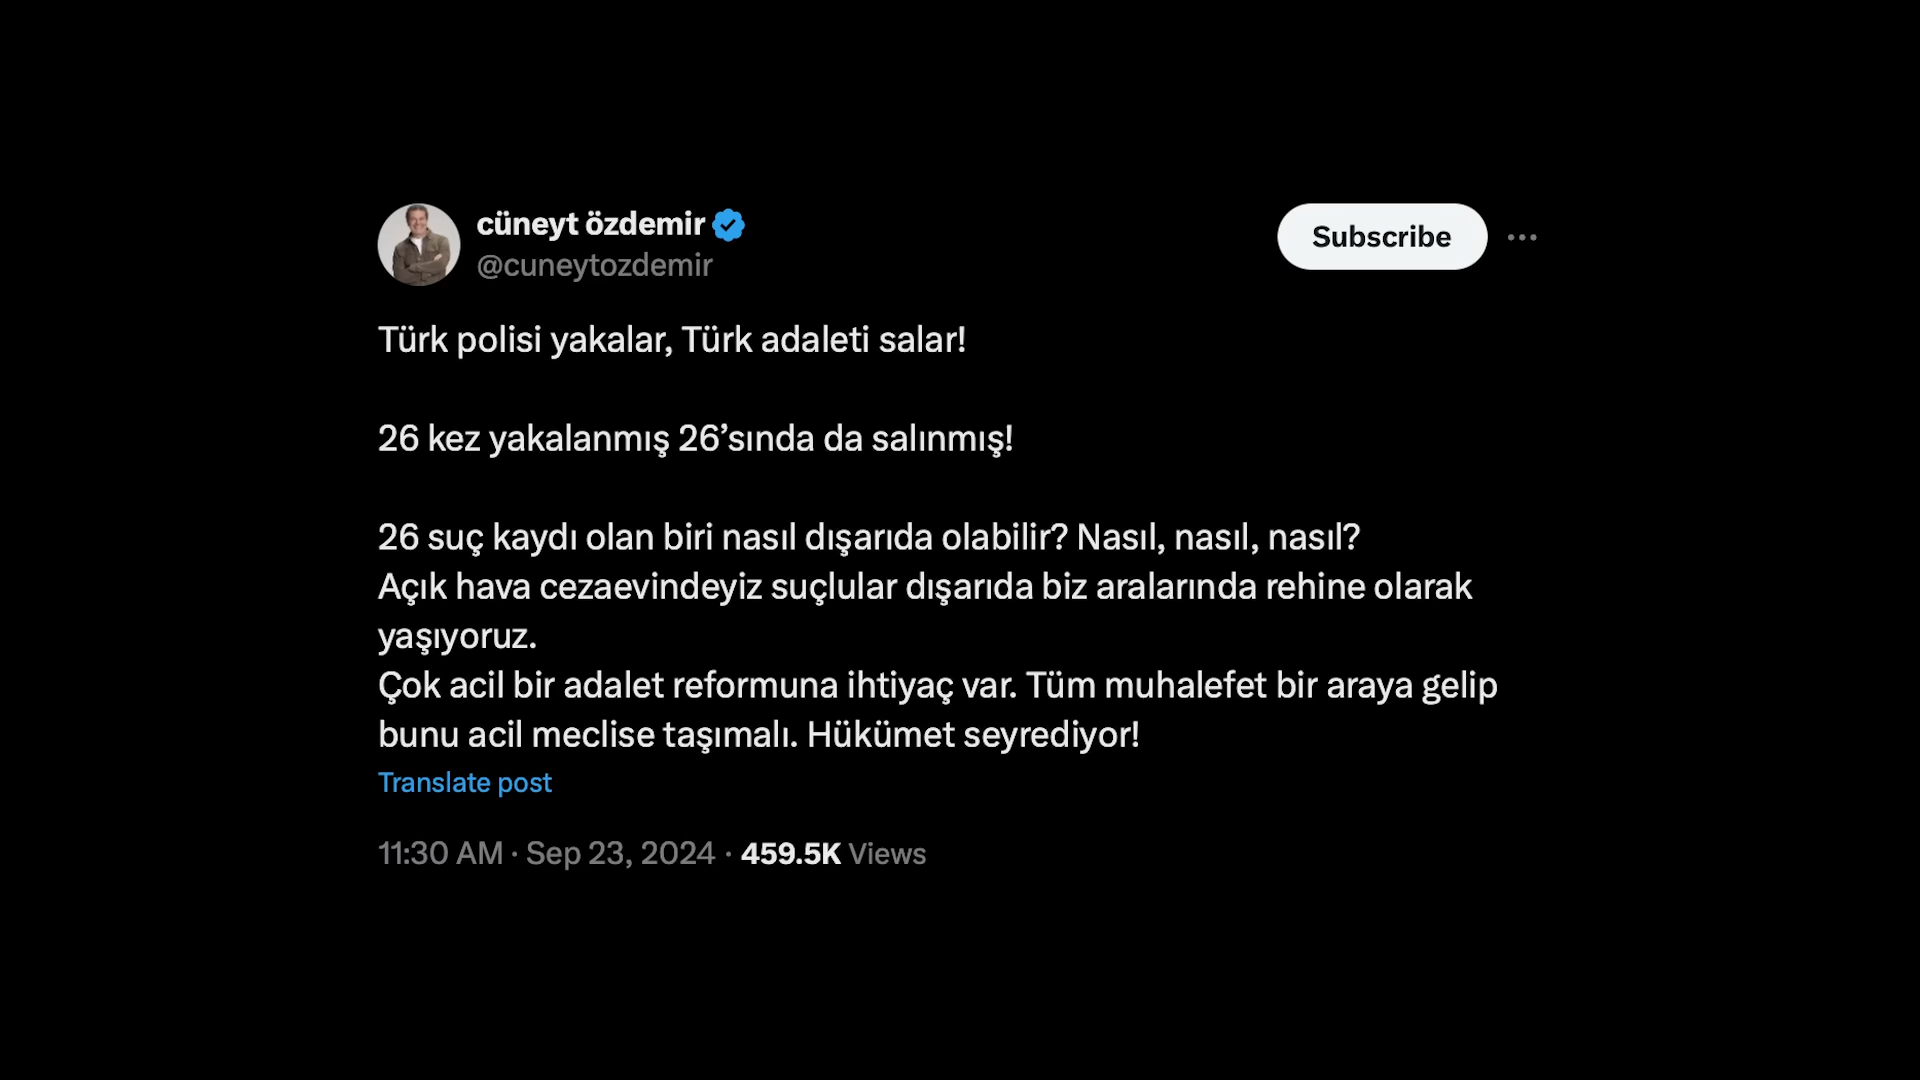 cüneyt özdemir
@cuneytozdemir
Subscribe
Türk polisi yakalar, Türk adaleti salar!
26 kez yakalanmış 26’sında da salınmış!
26 suç kaydı olan biri nasıl dışarıda olabilir? Nasıl, nasıl, nasıl?
Açık hava cezaevindeyiz suçlular dışarıda biz aralarında rehine olarak
yaşıyoruz.
Çok acil bir adalet reformuna ihtiyaç var. Tüm muhalefet bir araya gelip
bunu acil meclise taşımalı. Hükümet seyrediyor!
Translate post
11:30 AM · Sep 23, 2024 · 459.5K Views